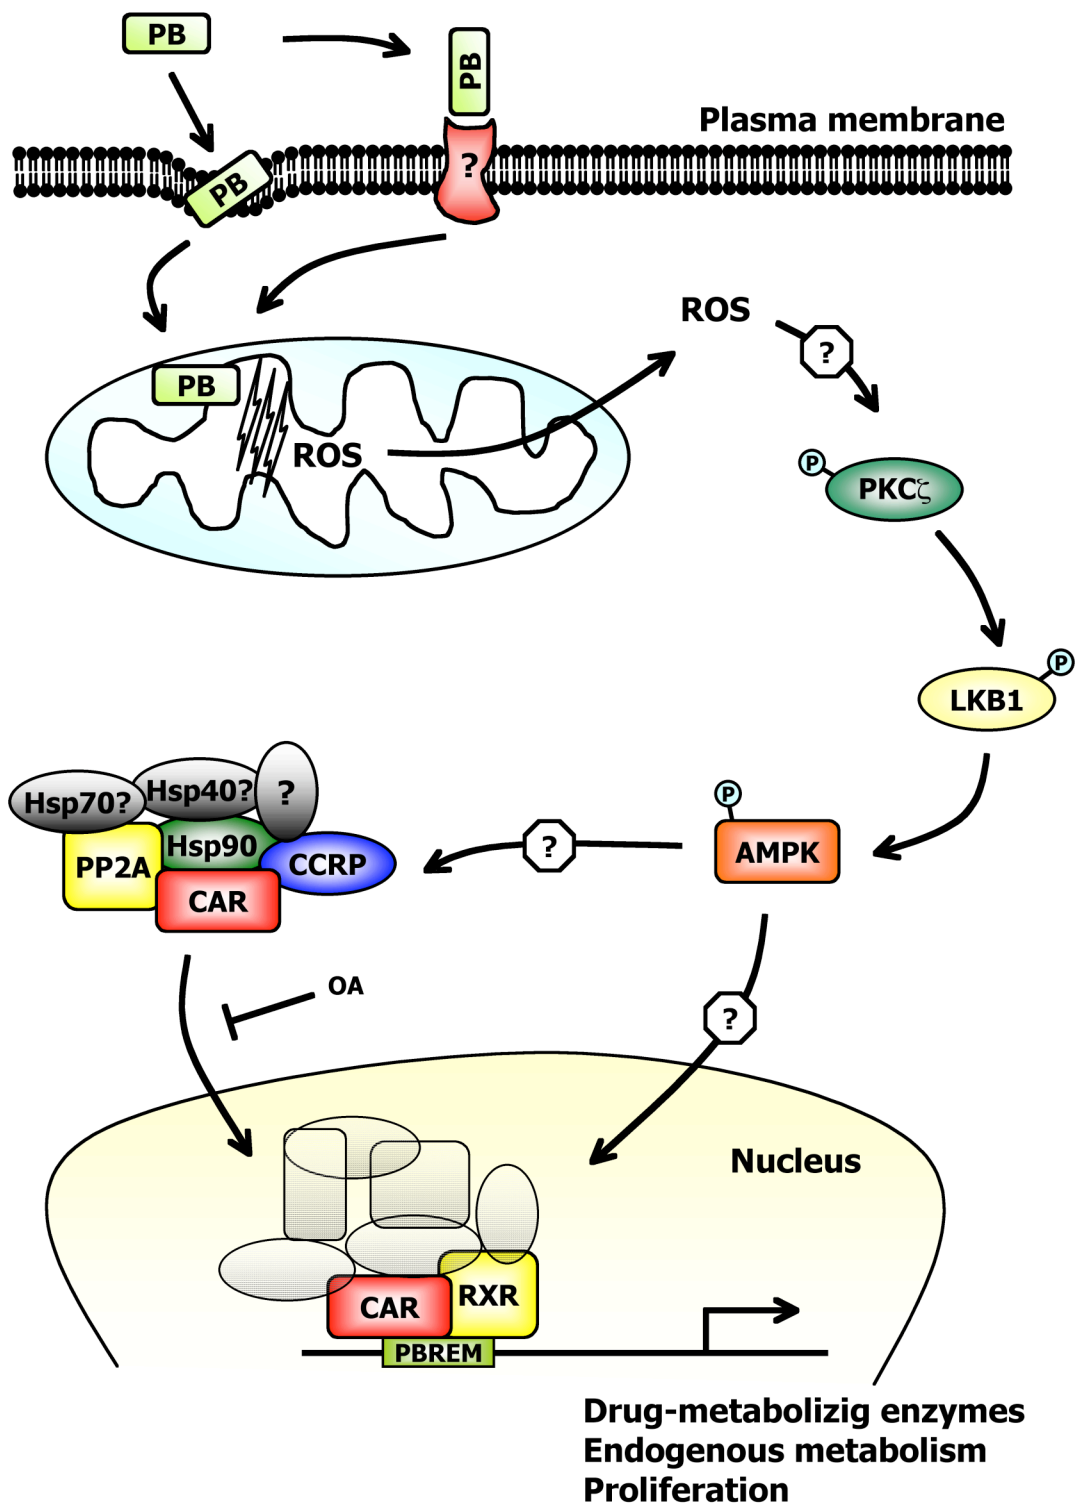 PB
PB
Plasma membrane
PB
?
ROS
?
PB
ROS
P
PKCζ
P
LKB1
Hsp70?
Hsp40?
?
P
PP2A
Hsp90
CCRP
?
AMPK
CAR
OA
?
Nucleus
CAR
RXR
PBREM
Drug-metabolizig enzymes
Endogenous metabolism
Proliferation